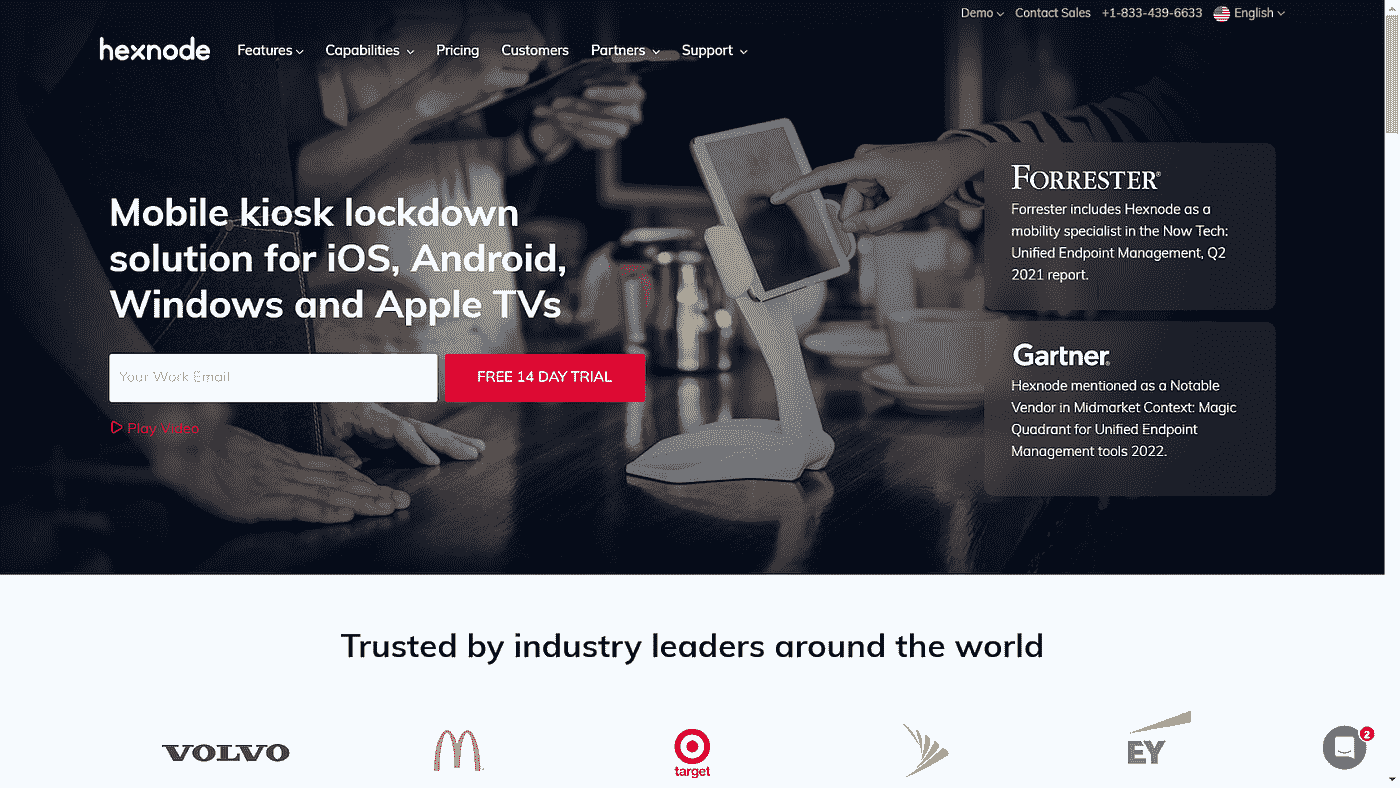 Demo Contact Sales +1-833-439-6633 English
hexnode Features Capabilities Pricing Customers Partners Support
Mobile kiosk lockdown
solution for iOS, Android,
Windows and Apple TVs
Your Work Email
FREE 14 DAY TRIAL
Play Video
FORRESTER®
Forrester includes Hexnode as a
mobility specialist in the Now Tech:
Unified Endpoint Management, Q2
2021 report.
Gartner®
Hexnode mentioned as a Notable
Vendor in Midmarket Context: Magic
Quadrant for Unified Endpoint
Management tools 2022.
Trusted by industry leaders around the world
VOLVO
target
EY
2